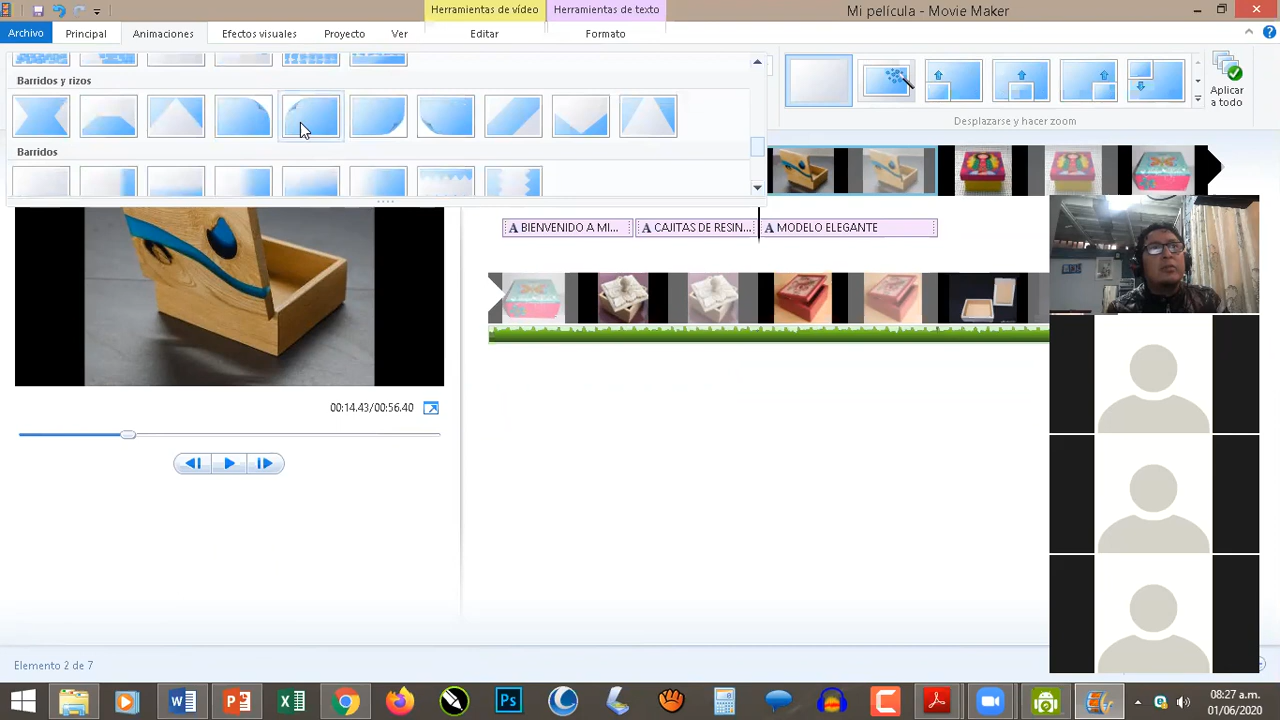 Herramientas de vídeo
Herramientas de texto
Mi película - Movie Maker
Archivo
Principal
Animaciones
Efectos visuales
Proyecto
Ver
Editar
Formato
Barridos y rizos
Barridos
Aplicar
a todo
Desplazarse y hacer zoom
A BIENVENIDO A MI...
A CAJITAS DE RESIN...
A MODELO ELEGANTE
00:14.43/00:56.40
Elemento 2 de 7
08:27 a.m.
01/06/2020